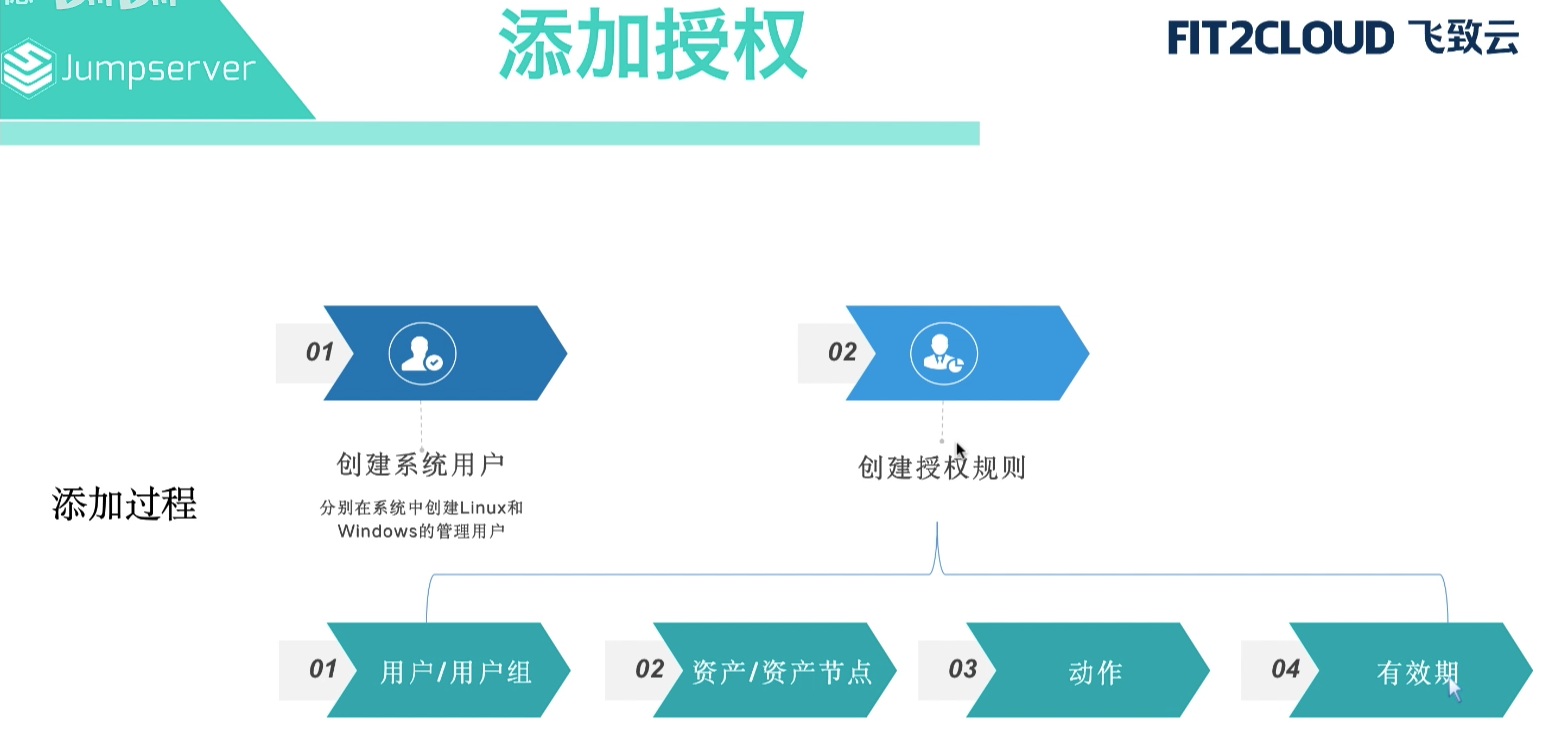 Jumpserver
添加授权
FIT2CLOUD 飞致云
01
02
创建系统用户
创建授权规则
分别在系统中创建Linux和
Windows的管理用户
添加过程
01 用户/用户组
02 资产/资产节点
03 动作
04 有效期